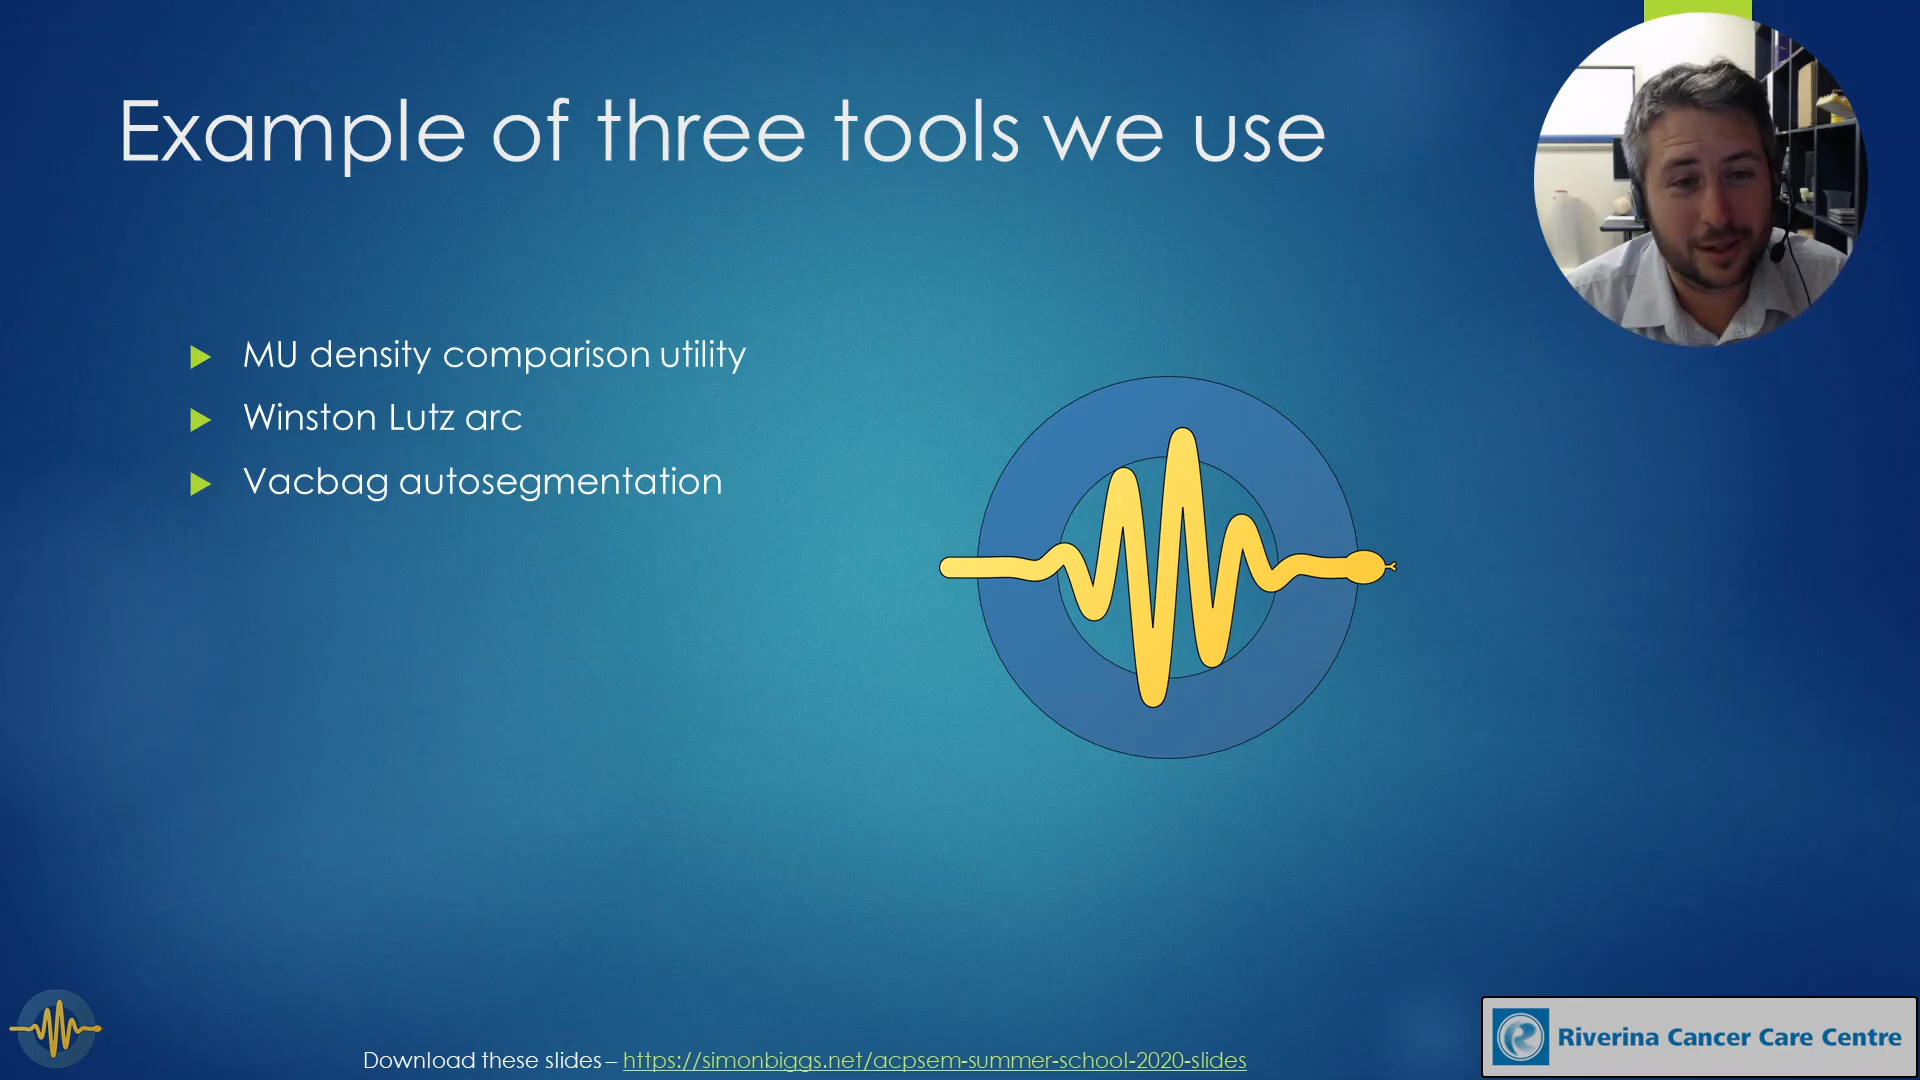 Example of three tools we use
MU density comparison utility
Winston Lutz arc
Vacbag autosegmentation
Download these slides – https://simonbiggs.net/acpsem-summer-school-2020-slides
Riverina Cancer Care Centre